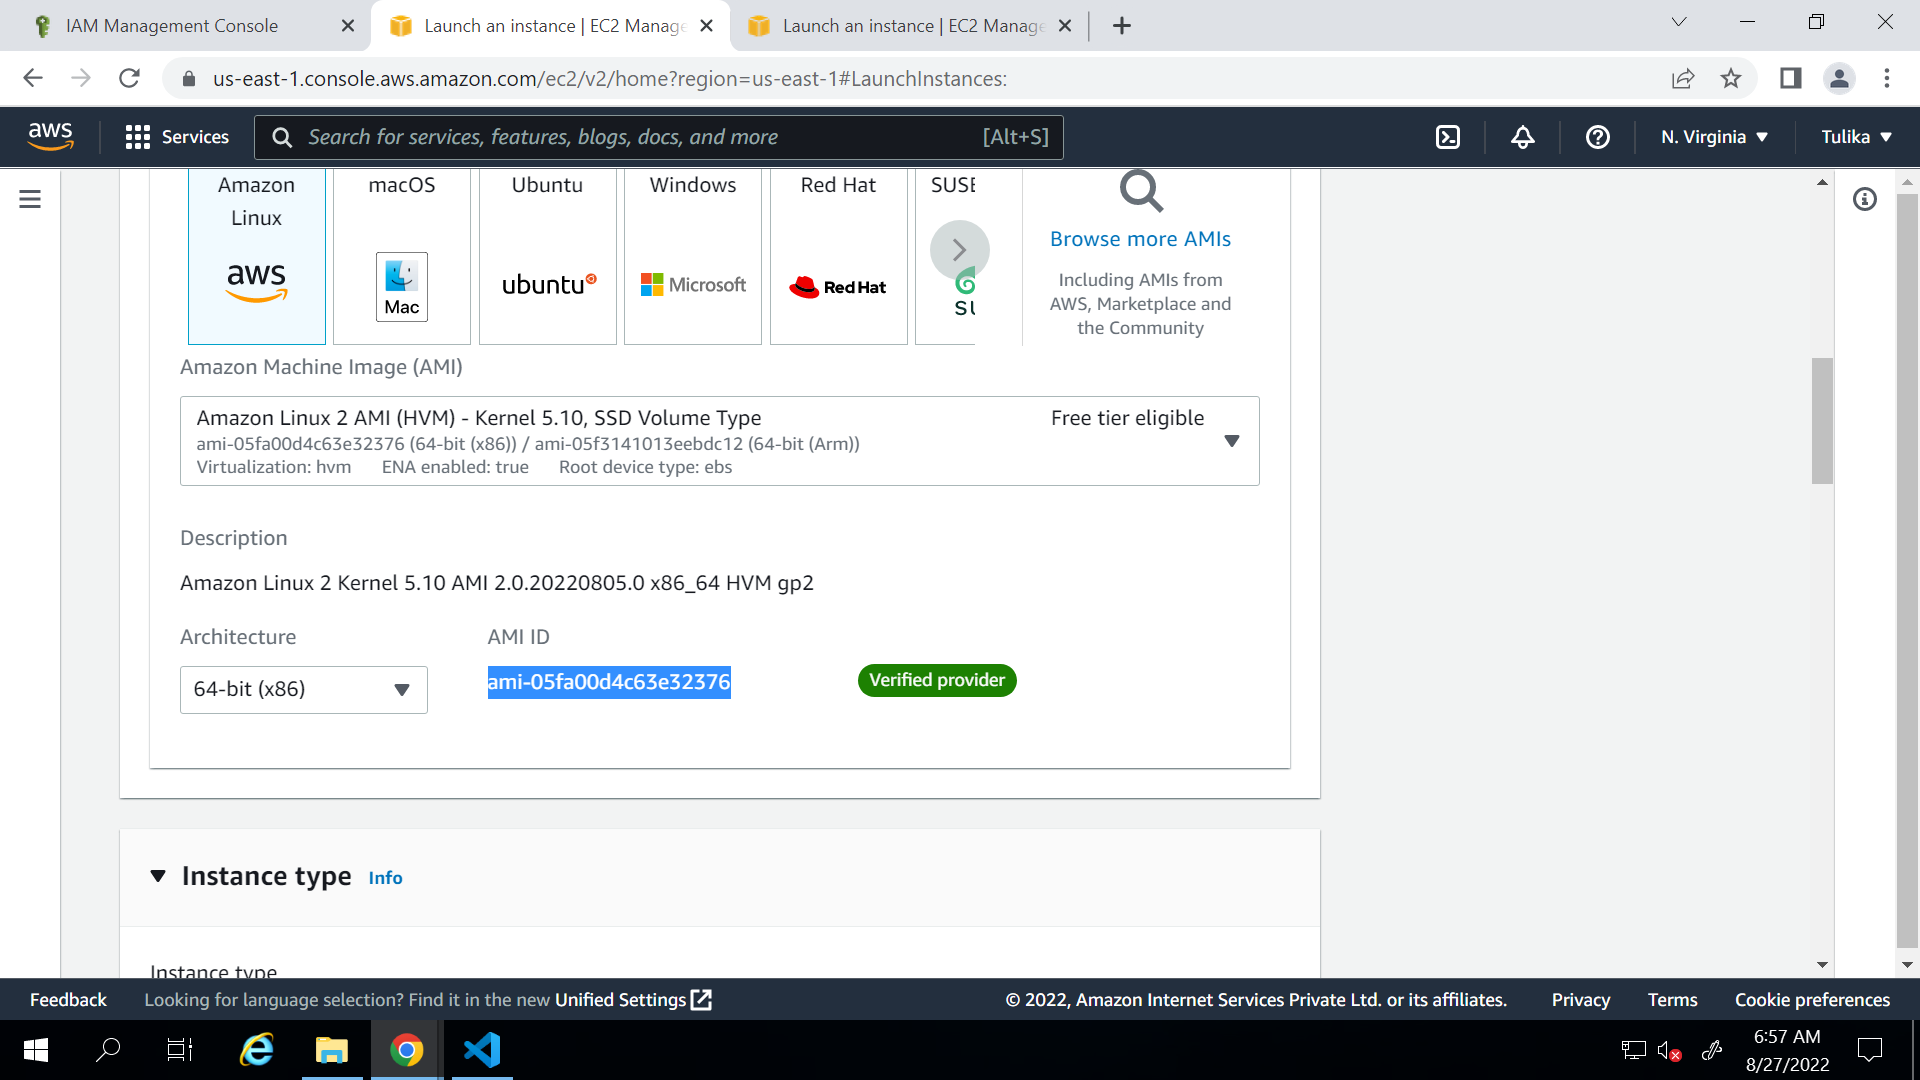 IAM Management Console
Launch an instance | EC2 Manage
Launch an instance | EC2 Manage
us-east-1.console.aws.amazon.com/ec2/v2/home?region=us-east-1#LaunchInstances:
aws
Services
Search for services, features, blogs, docs, and more
[Alt+S]
N. Virginia
Tulika
Amazon Linux
macOS
Ubuntu
Windows
Red Hat
SUSE
aws
Mac
ubuntu
Microsoft
Red Hat
SU
Browse more AMIs
Including AMIs from
AWS, Marketplace and
the Community
Amazon Machine Image (AMI)
Amazon Linux 2 AMI (HVM) - Kernel 5.10, SSD Volume Type
Free tier eligible
ami-05fa00d4c63e32376 (64-bit (x86)) / ami-05f3141013eebdc12 (64-bit (Arm))
Virtualization: hvm ENA enabled: true Root device type: ebs
Description
Amazon Linux 2 Kernel 5.10 AMI 2.0.20220805.0 x86_64 HVM gp2
Architecture
AMI ID
64-bit (x86)
ami-05fa00d4c63e32376
Verified provider
Instance type Info
Instance type
Feedback
Looking for language selection? Find it in the new Unified Settings
© 2022, Amazon Internet Services Private Ltd. or its affiliates.
Privacy
Terms
Cookie preferences
6:57 AM
8/27/2022